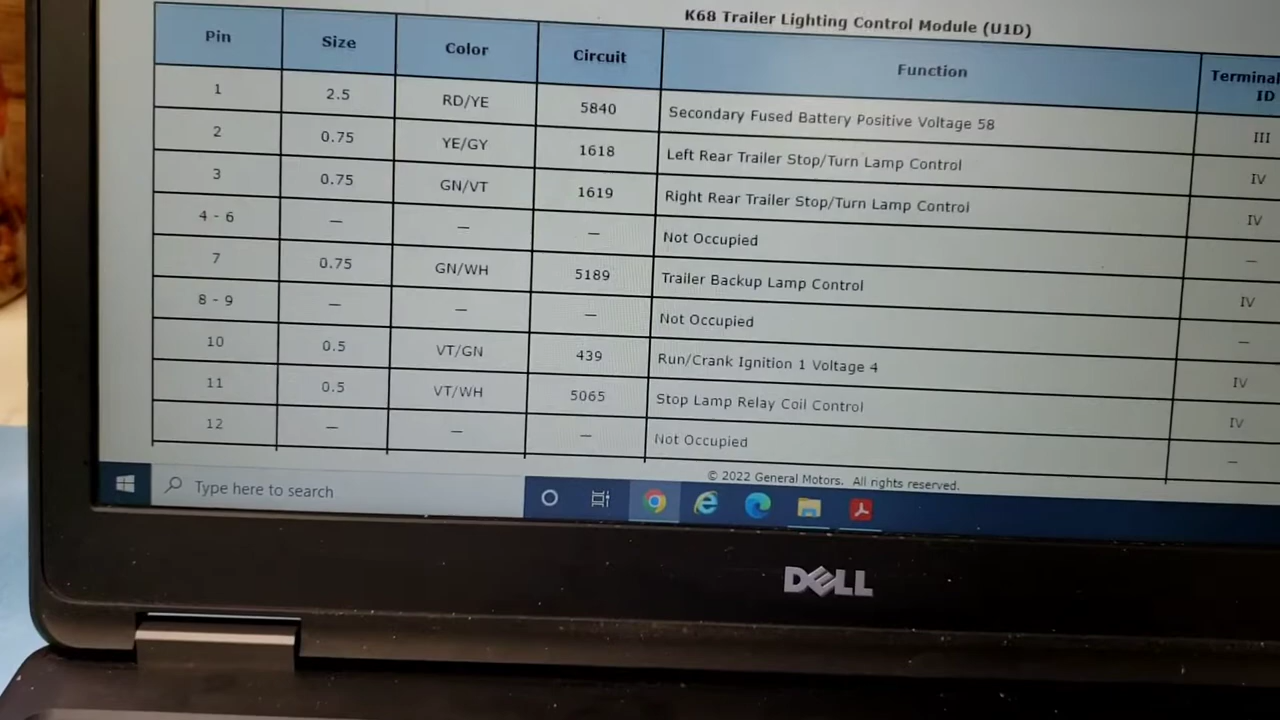 K68 Trailer Lighting Control Module (U1D)
Pin Size Color Circuit Function Terminal ID
1 2.5 RD/YE 5840 Secondary Fused Battery Positive Voltage 58 III
2 0.75 YE/GY 1618 Left Rear Trailer Stop/Turn Lamp Control IV
3 0.75 GN/VT 1619 Right Rear Trailer Stop/Turn Lamp Control IV
4 - 6 — — — Not Occupied —
7 0.75 GN/WH 5189 Trailer Backup Lamp Control IV
8 - 9 — — — Not Occupied —
10 0.5 VT/GN 439 Run/Crank Ignition 1 Voltage 4 IV
11 0.5 VT/WH 5065 Stop Lamp Relay Coil Control IV
12 — — — Not Occupied —
© 2022 General Motors. All rights reserved.
Type here to search
DELL